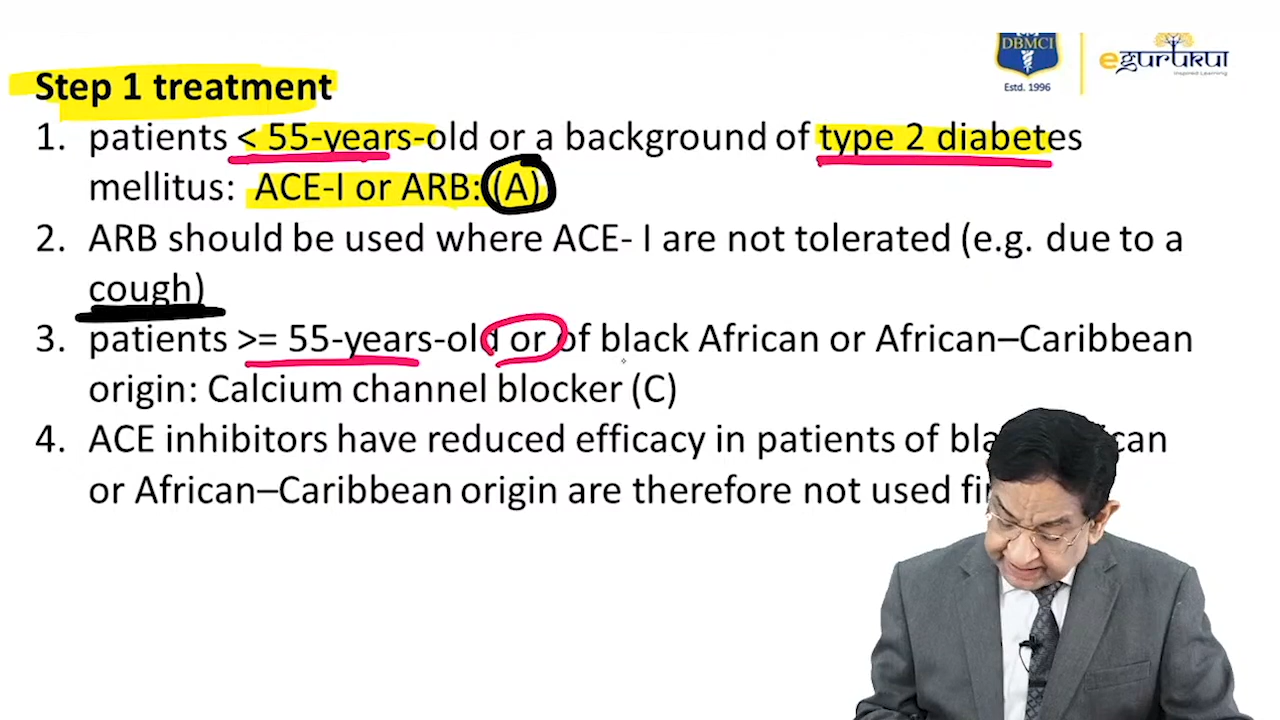 DBMCI
Estd. 1996
egurukul
Inspired Learning
Step 1 treatment
1. patients < 55-years-old or a background of type 2 diabetes
mellitus: ACE-I or ARB: (A)
2. ARB should be used where ACE- I are not tolerated (e.g. due to a
cough)
3. patients >= 55-years-old or of black African or African–Caribbean
origin: Calcium channel blocker (C)
4. ACE inhibitors have reduced efficacy in patients of
or African–Caribbean origin are therefore not used